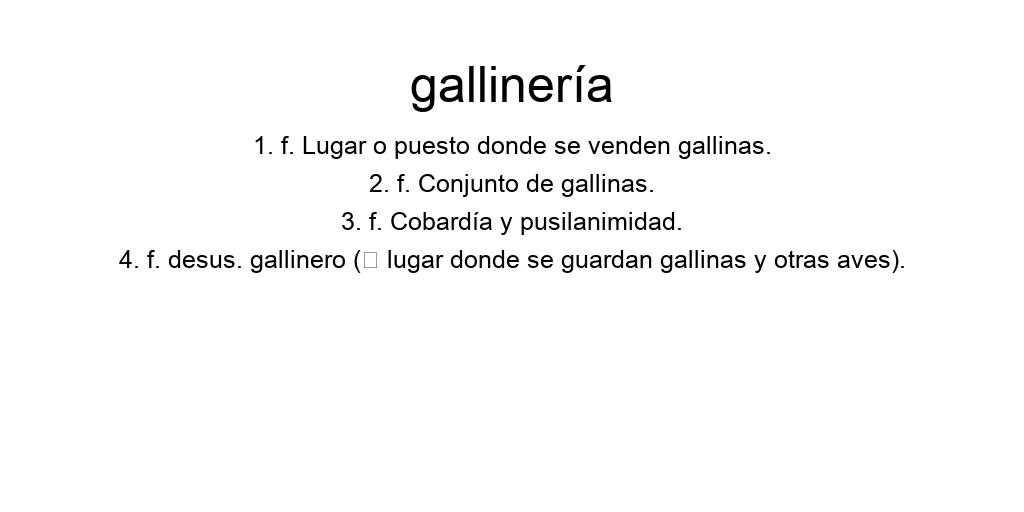 gallinería
1. f. Lugar o puesto donde se venden gallinas.
2. f. Conjunto de gallinas.
3. f. Cobardía y pusilanimidad.
4. f. desus. gallinero (▯ lugar donde se guardan gallinas y otras aves).